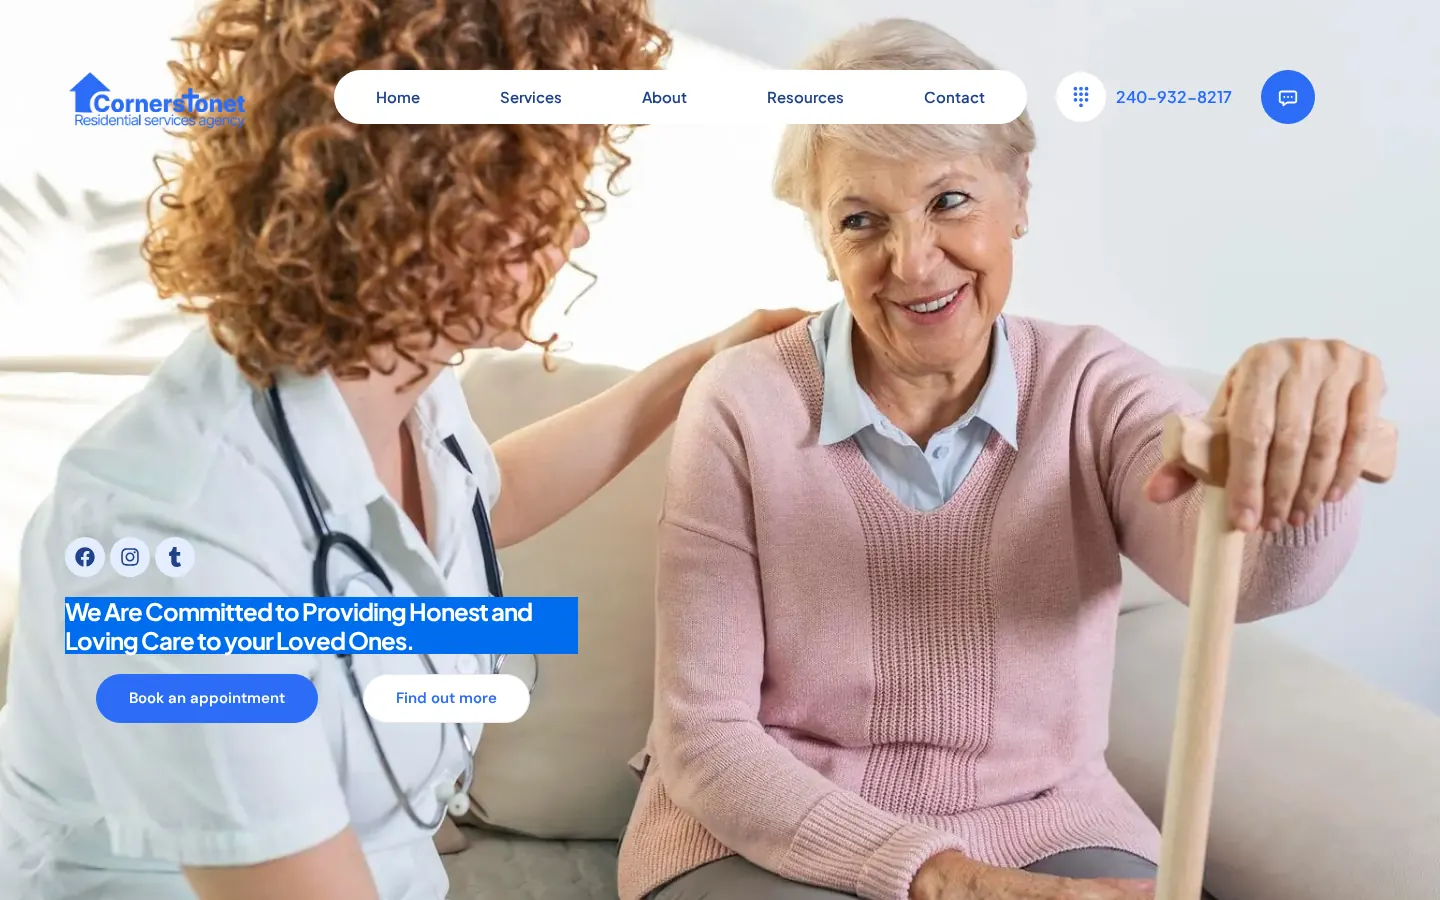 Cornerstonet
Residential services agency
Home
Services
About
Resources
Contact
240-932-8217
We Are Committed to Providing Honest and
Loving Care to your Loved Ones.
Book an appointment
Find out more